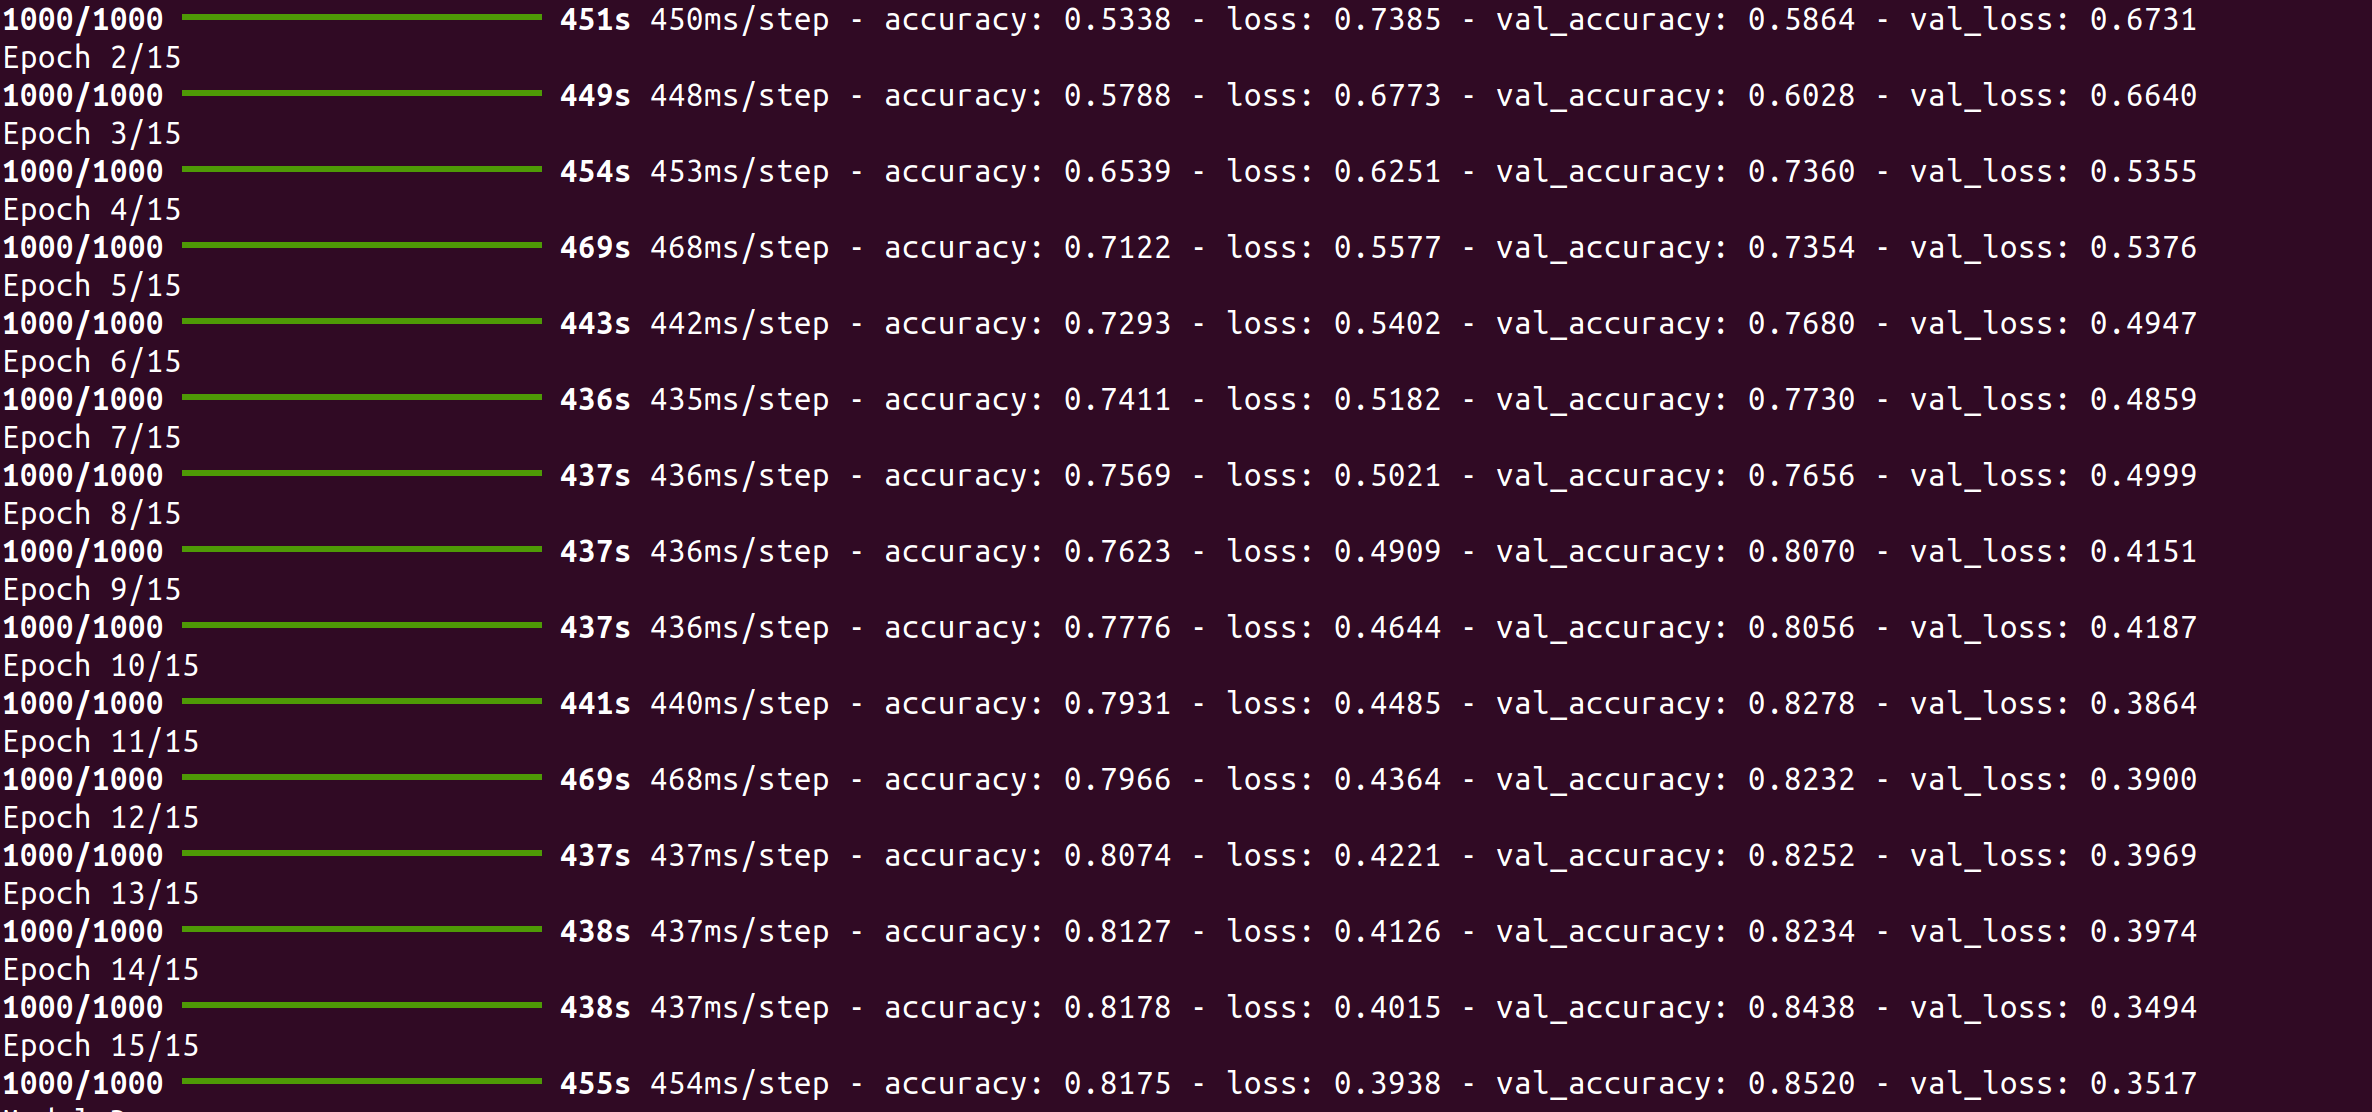 1000/1000 451s 450ms/step - accuracy: 0.5338 - loss: 0.7385 - val_accuracy: 0.5864 - val_loss: 0.6731
Epoch 2/15
1000/1000 449s 448ms/step - accuracy: 0.5788 - loss: 0.6773 - val_accuracy: 0.6028 - val_loss: 0.6640
Epoch 3/15
1000/1000 454s 453ms/step - accuracy: 0.6539 - loss: 0.6251 - val_accuracy: 0.7360 - val_loss: 0.5355
Epoch 4/15
1000/1000 469s 468ms/step - accuracy: 0.7122 - loss: 0.5577 - val_accuracy: 0.7354 - val_loss: 0.5376
Epoch 5/15
1000/1000 443s 442ms/step - accuracy: 0.7293 - loss: 0.5402 - val_accuracy: 0.7680 - val_loss: 0.4947
Epoch 6/15
1000/1000 436s 435ms/step - accuracy: 0.7411 - loss: 0.5182 - val_accuracy: 0.7730 - val_loss: 0.4859
Epoch 7/15
1000/1000 437s 436ms/step - accuracy: 0.7569 - loss: 0.5021 - val_accuracy: 0.7656 - val_loss: 0.4999
Epoch 8/15
1000/1000 437s 436ms/step - accuracy: 0.7623 - loss: 0.4909 - val_accuracy: 0.8070 - val_loss: 0.4151
Epoch 9/15
1000/1000 437s 436ms/step - accuracy: 0.7776 - loss: 0.4644 - val_accuracy: 0.8056 - val_loss: 0.4187
Epoch 10/15
1000/1000 441s 440ms/step - accuracy: 0.7931 - loss: 0.4485 - val_accuracy: 0.8278 - val_loss: 0.3864
Epoch 11/15
1000/1000 469s 468ms/step - accuracy: 0.7966 - loss: 0.4364 - val_accuracy: 0.8232 - val_loss: 0.3900
Epoch 12/15
1000/1000 437s 437ms/step - accuracy: 0.8074 - loss: 0.4221 - val_accuracy: 0.8252 - val_loss: 0.3969
Epoch 13/15
1000/1000 438s 437ms/step - accuracy: 0.8127 - loss: 0.4126 - val_accuracy: 0.8234 - val_loss: 0.3974
Epoch 14/15
1000/1000 438s 437ms/step - accuracy: 0.8178 - loss: 0.4015 - val_accuracy: 0.8438 - val_loss: 0.3494
Epoch 15/15
1000/1000 455s 454ms/step - accuracy: 0.8175 - loss: 0.3938 - val_accuracy: 0.8520 - val_loss: 0.3517